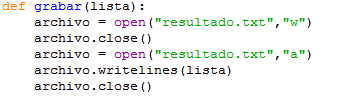 def grabar(lista):
    archivo = open("resultado.txt","w")
    archivo.close()
    archivo = open("resultado.txt","a")
    archivo.writelines(lista)
    archivo.close()